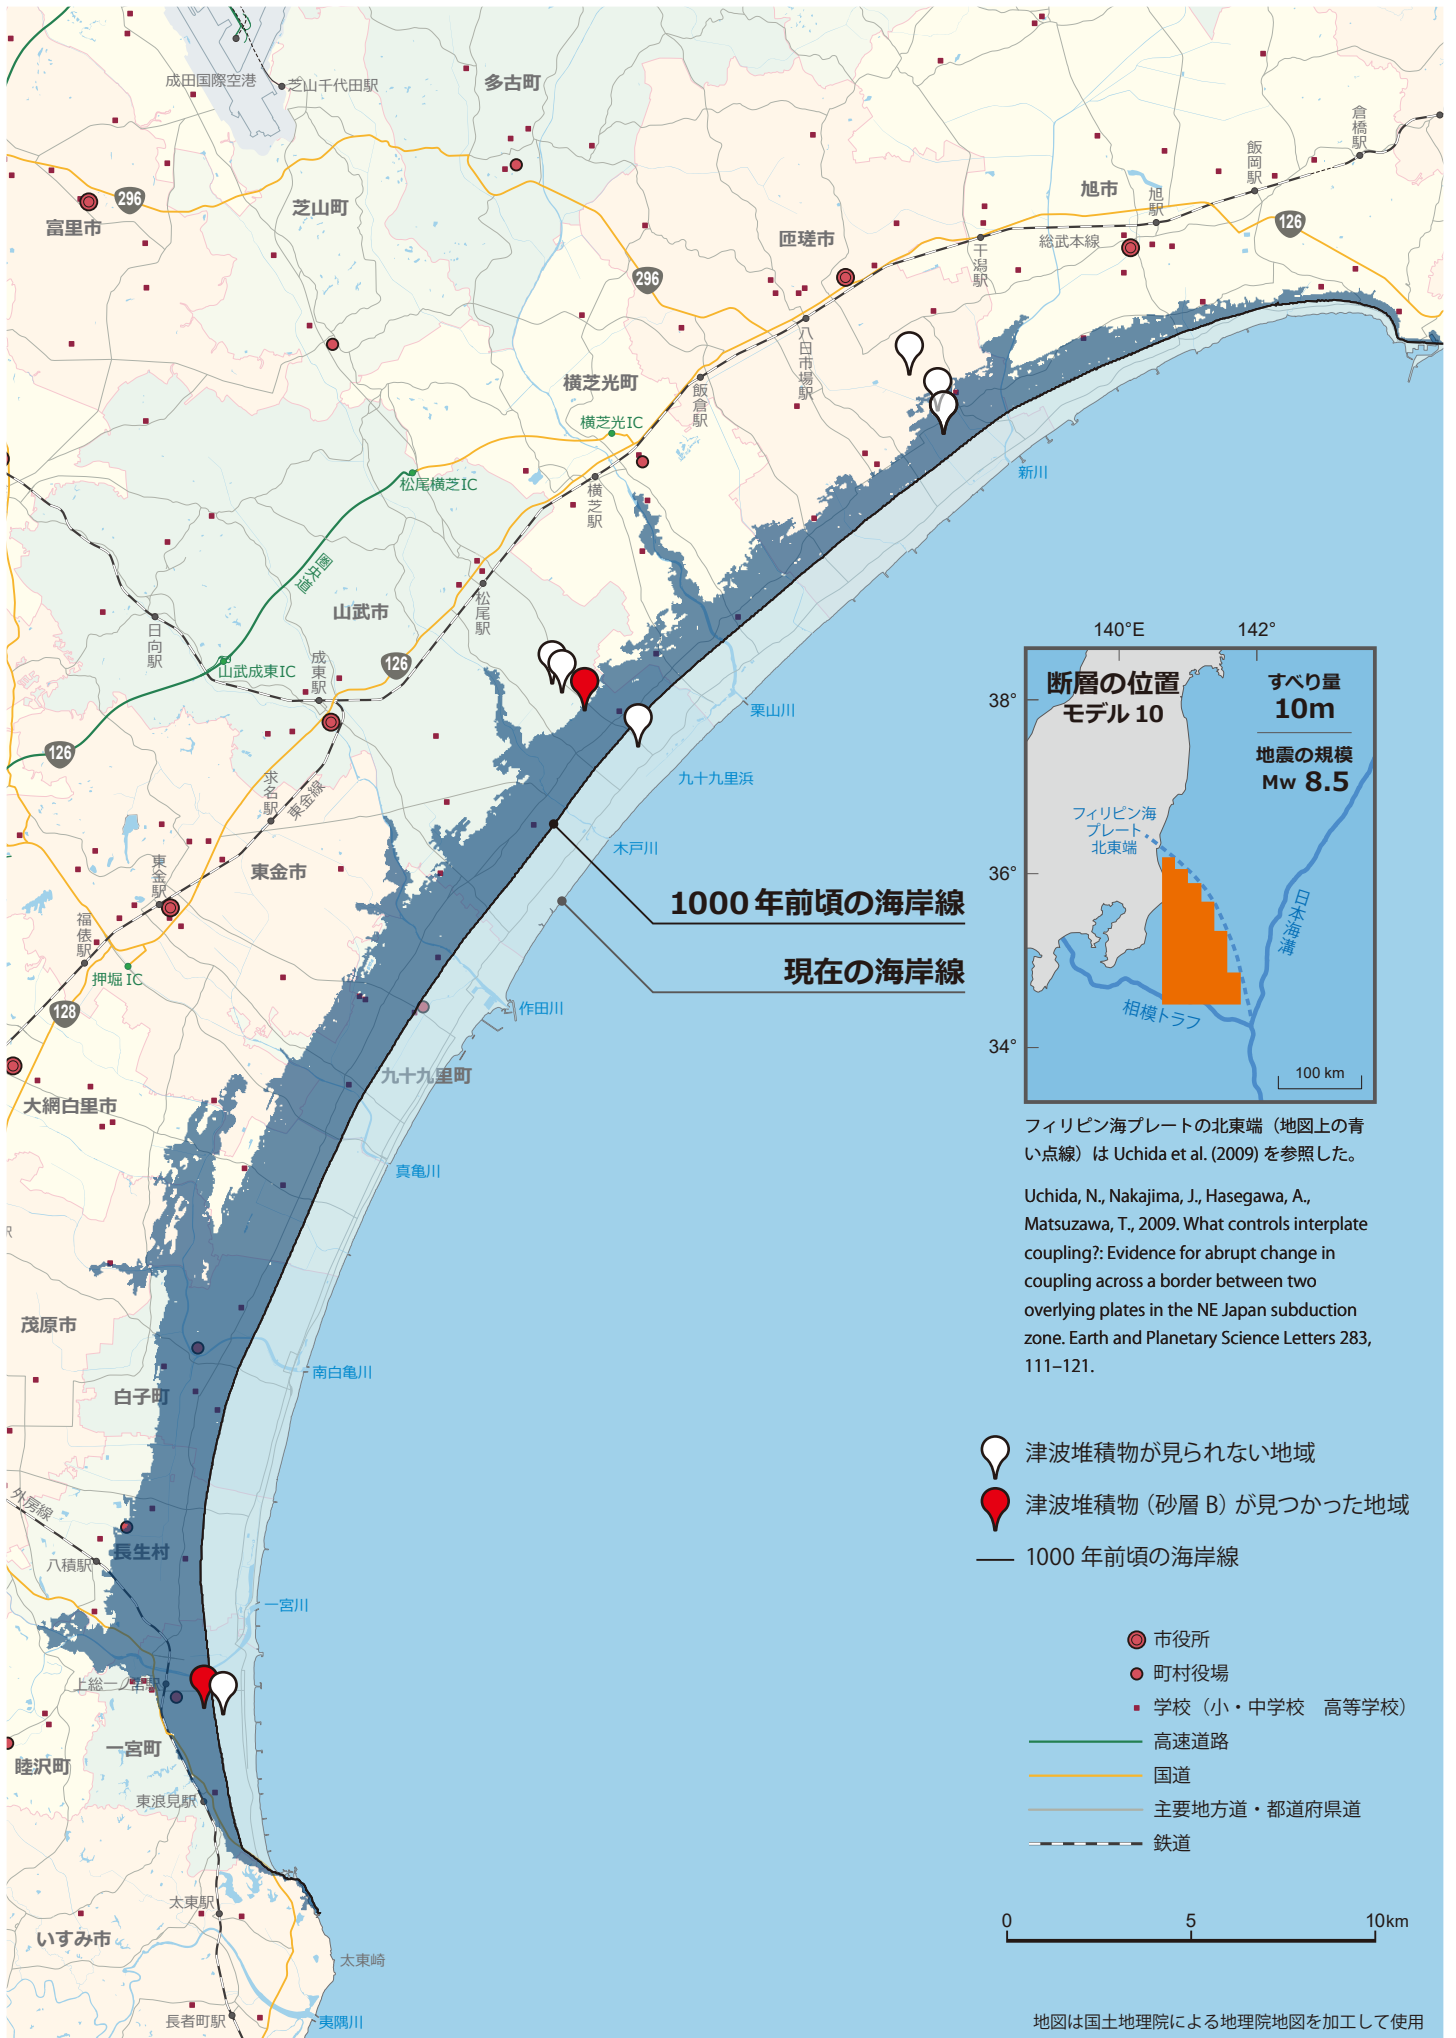 成田国際空港
芝山千代田駅
多古町
倉橋駅
飯岡駅
旭市
旭駅
296
芝山町
富里市
匝瑳市
総武本線
126
干潟駅
296
八日市場駅
横芝光町
飯倉駅
横芝光IC
松尾横芝IC
横芝駅
新川
圏央道
山武市
松尾駅
日向駅
成東駅
126
山武成東IC
栗山川
126
九十九里浜
求名駅
東金線
木戸川
東金駅
東金市
1000年前頃の海岸線
福俵駅
現在の海岸線
押堀IC
作田川
128
九十九里町
大網白里市
真亀川
茂原市
南白亀川
白子町
外房線
長生村
八積駅
一宮川
上総一ノ宮駅
一宮町
睦沢町
東浪見駅
太東駅
いすみ市
太東崎
長者町駅
夷隅川
140°E
142°
38°
36°
34°
断層の位置
モデル 10
すべり量
10m
地震の規模
Mw 8.5
フィリピン海
プレート
北東端
日本海溝
相模トラフ
100 km
フィリピン海プレートの北東端（地図上の青
い点線）は Uchida et al. (2009) を参照した。
Uchida, N., Nakajima, J., Hasegawa, A.,
Matsuzawa, T., 2009. What controls interplate
coupling?: Evidence for abrupt change in
coupling across a border between two
overlying plates in the NE Japan subduction
zone. Earth and Planetary Science Letters 283,
111–121.
津波堆積物が見られない地域
津波堆積物（砂層 B）が見つかった地域
1000 年前頃の海岸線
市役所
町村役場
学校（小・中学校　高等学校）
高速道路
国道
主要地方道・都道府県道
鉄道
0
5
10km
地図は国土地理院による地理院地図を加工して使用